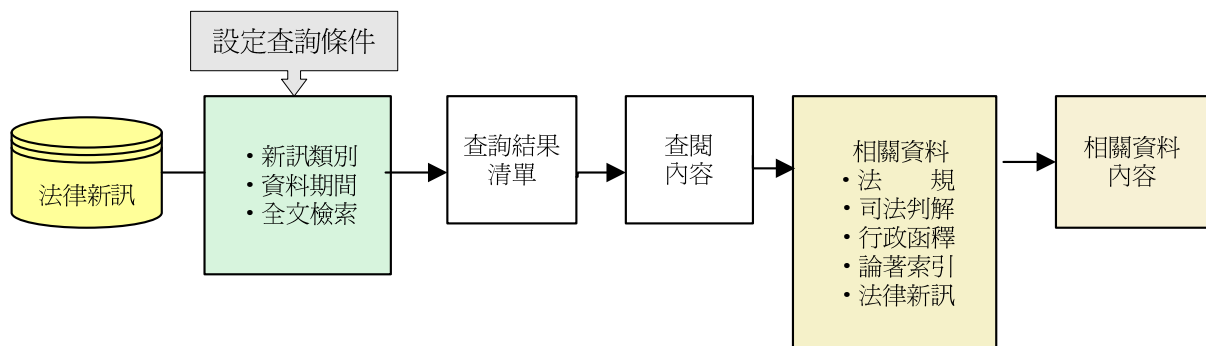 設定查詢條件
法律新訊
・新訊類別
・資料期間
・全文檢索
查詢結果
清單
查閱
內容
相關資料
・法　　規
・司法判解
・行政函釋
・論著索引
・法律新訊
相關資料
內容